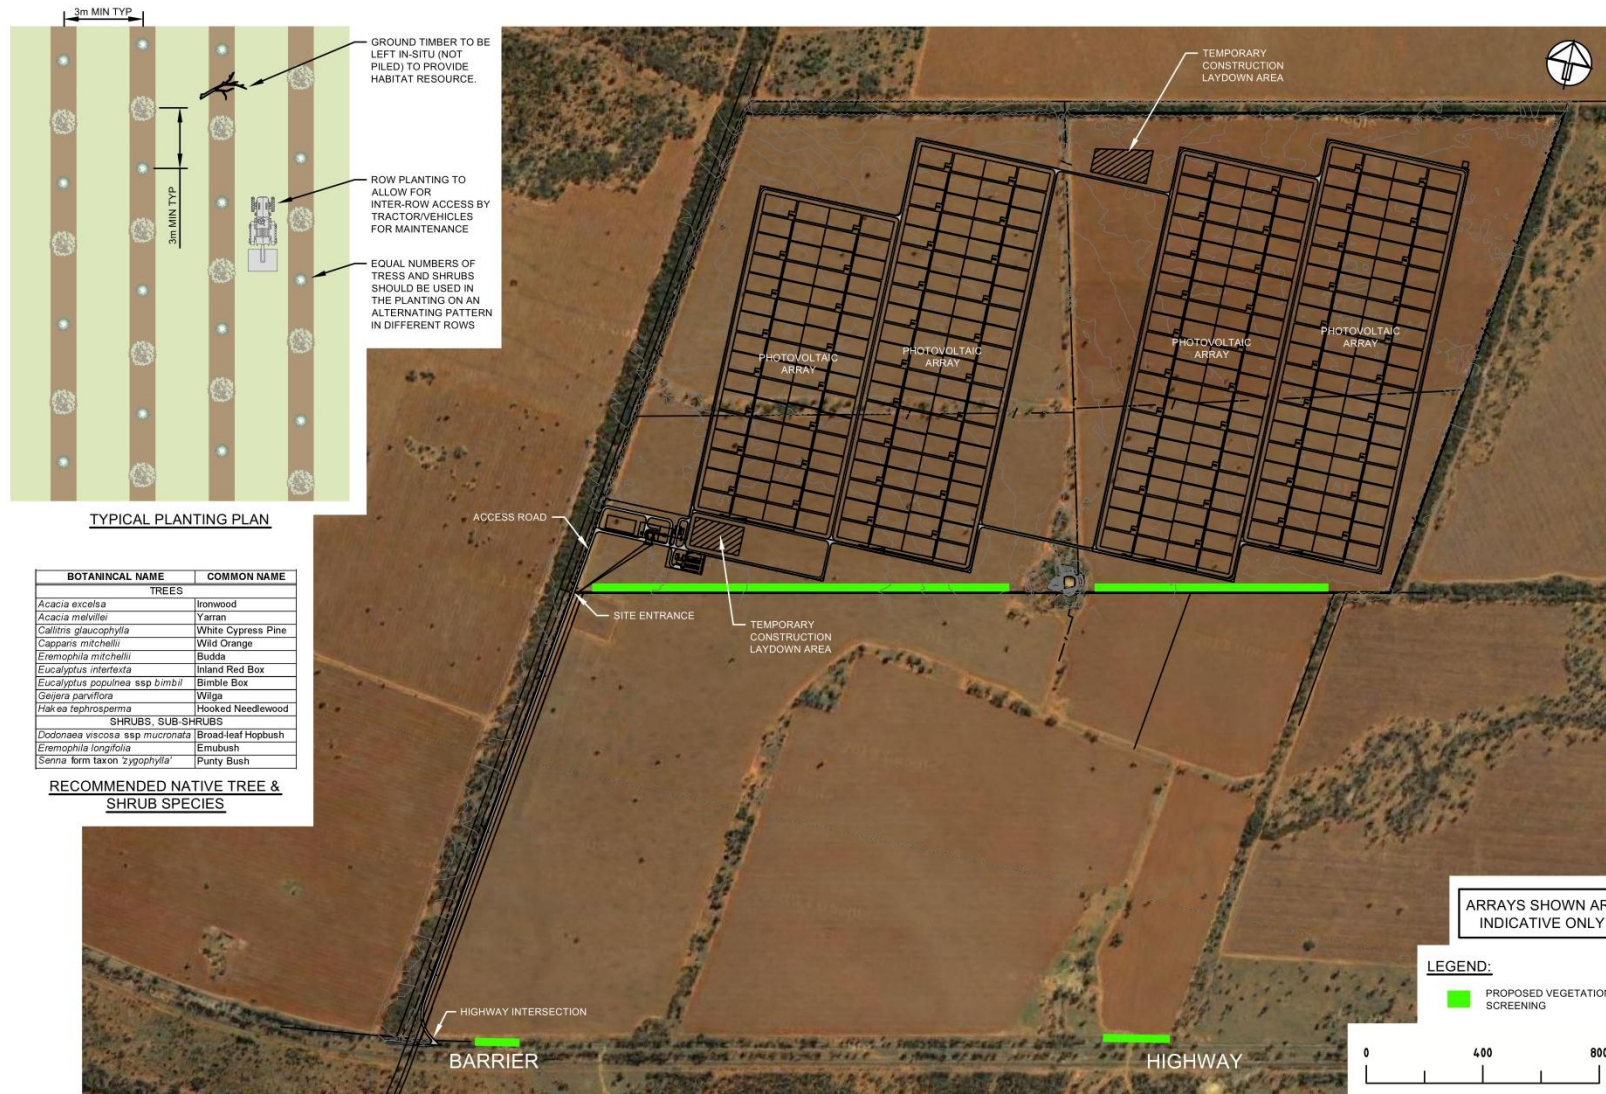 3m MIN TYP
GROUND TIMBER TO BE
LEFT IN-SITU (NOT
PILED) TO PROVIDE
HABITAT RESOURCE.
3m MIN TYP
ROW PLANTING TO
ALLOW FOR
INTER-ROW ACCESS BY
TRACTOR/VEHICLES
FOR MAINTENANCE
EQUAL NUMBERS OF
TRESS AND SHRUBS
SHOULD BE USED IN
THE PLANTING ON AN
ALTERNATING PATTERN
IN DIFFERENT ROWS
TYPICAL PLANTING PLAN
BOTANINCAL NAME COMMON NAME
TREES
Acacia excelsa Ironwood
Acacia melvillei Yarran
Callitris glaucophylla White Cypress Pine
Capparis mitchellii Wild Orange
Eremophila mitchellii Budda
Eucalyptus intertexta Inland Red Box
Eucalyptus populnea ssp bimbil Bimble Box
Geijera parviflora Wilga
Hakea tephrosperma Hooked Needlewood
SHRUBS, SUB-SHRUBS
Dodonaea viscosa ssp mucronata Broad-leaf Hopbush
Eremophila longifolia Emubush
Senna form taxon 'zygophylla' Punty Bush
RECOMMENDED NATIVE TREE &
SHRUB SPECIES
TEMPORARY
CONSTRUCTION
LAYDOWN AREA
PHOTOVOLTAIC
ARRAY
PHOTOVOLTAIC
ARRAY
PHOTOVOLTAIC
ARRAY
PHOTOVOLTAIC
ARRAY
ACCESS ROAD
SITE ENTRANCE
TEMPORARY
CONSTRUCTION
LAYDOWN AREA
HIGHWAY INTERSECTION
BARRIER HIGHWAY
ARRAYS SHOWN AR
INDICATIVE ONLY
LEGEND:
PROPOSED VEGETATION
SCREENING
0 400 800